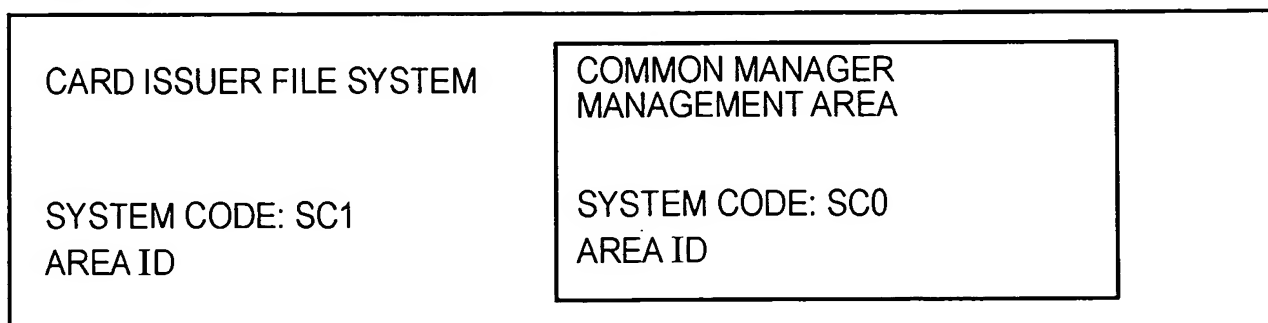 CARD ISSUER FILE SYSTEM
SYSTEM CODE: SC1
AREA ID
COMMON MANAGER
MANAGEMENT AREA
SYSTEM CODE: SC0
AREA ID